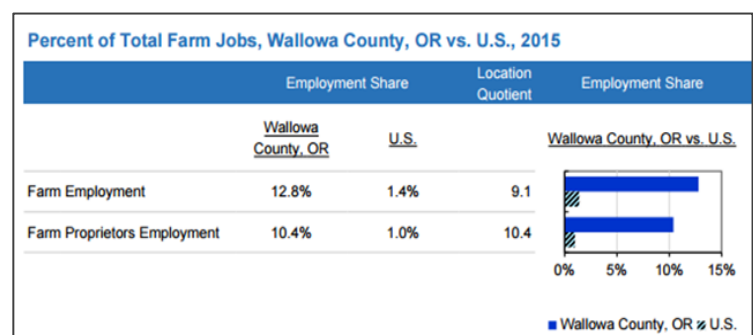 Percent of Total Farm Jobs, Wallowa County, OR vs. U.S., 2015
Employment Share
Location
Quotient
Employment Share
Wallowa
County, OR
U.S.
Wallowa County, OR vs. U.S.
Farm Employment 12.8% 1.4% 9.1
Farm Proprietors Employment 10.4% 1.0% 10.4
0% 5% 10% 15%
Wallowa County, OR U.S.